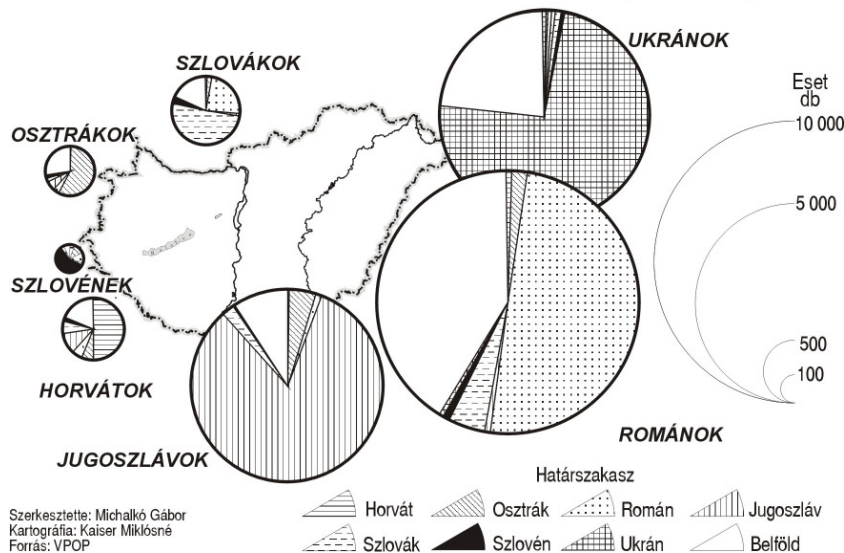 UKRÁNOK
SZLOVÁKOK
OSZTRÁKOK
SZLOVÉNEK
HORVÁTOK
JUGOSZLÁVOK
ROMÁNOK
Eset
db
10 000
5 000
500
100
Határszakasz
Horvát
Osztrák
Román
Jugoszláv
Szlovák
Szlovén
Ukrán
Belföld
Szerkesztette: Michalkó Gábor
Kartográfia: Kaiser Miklósné
Forrás: VPOP